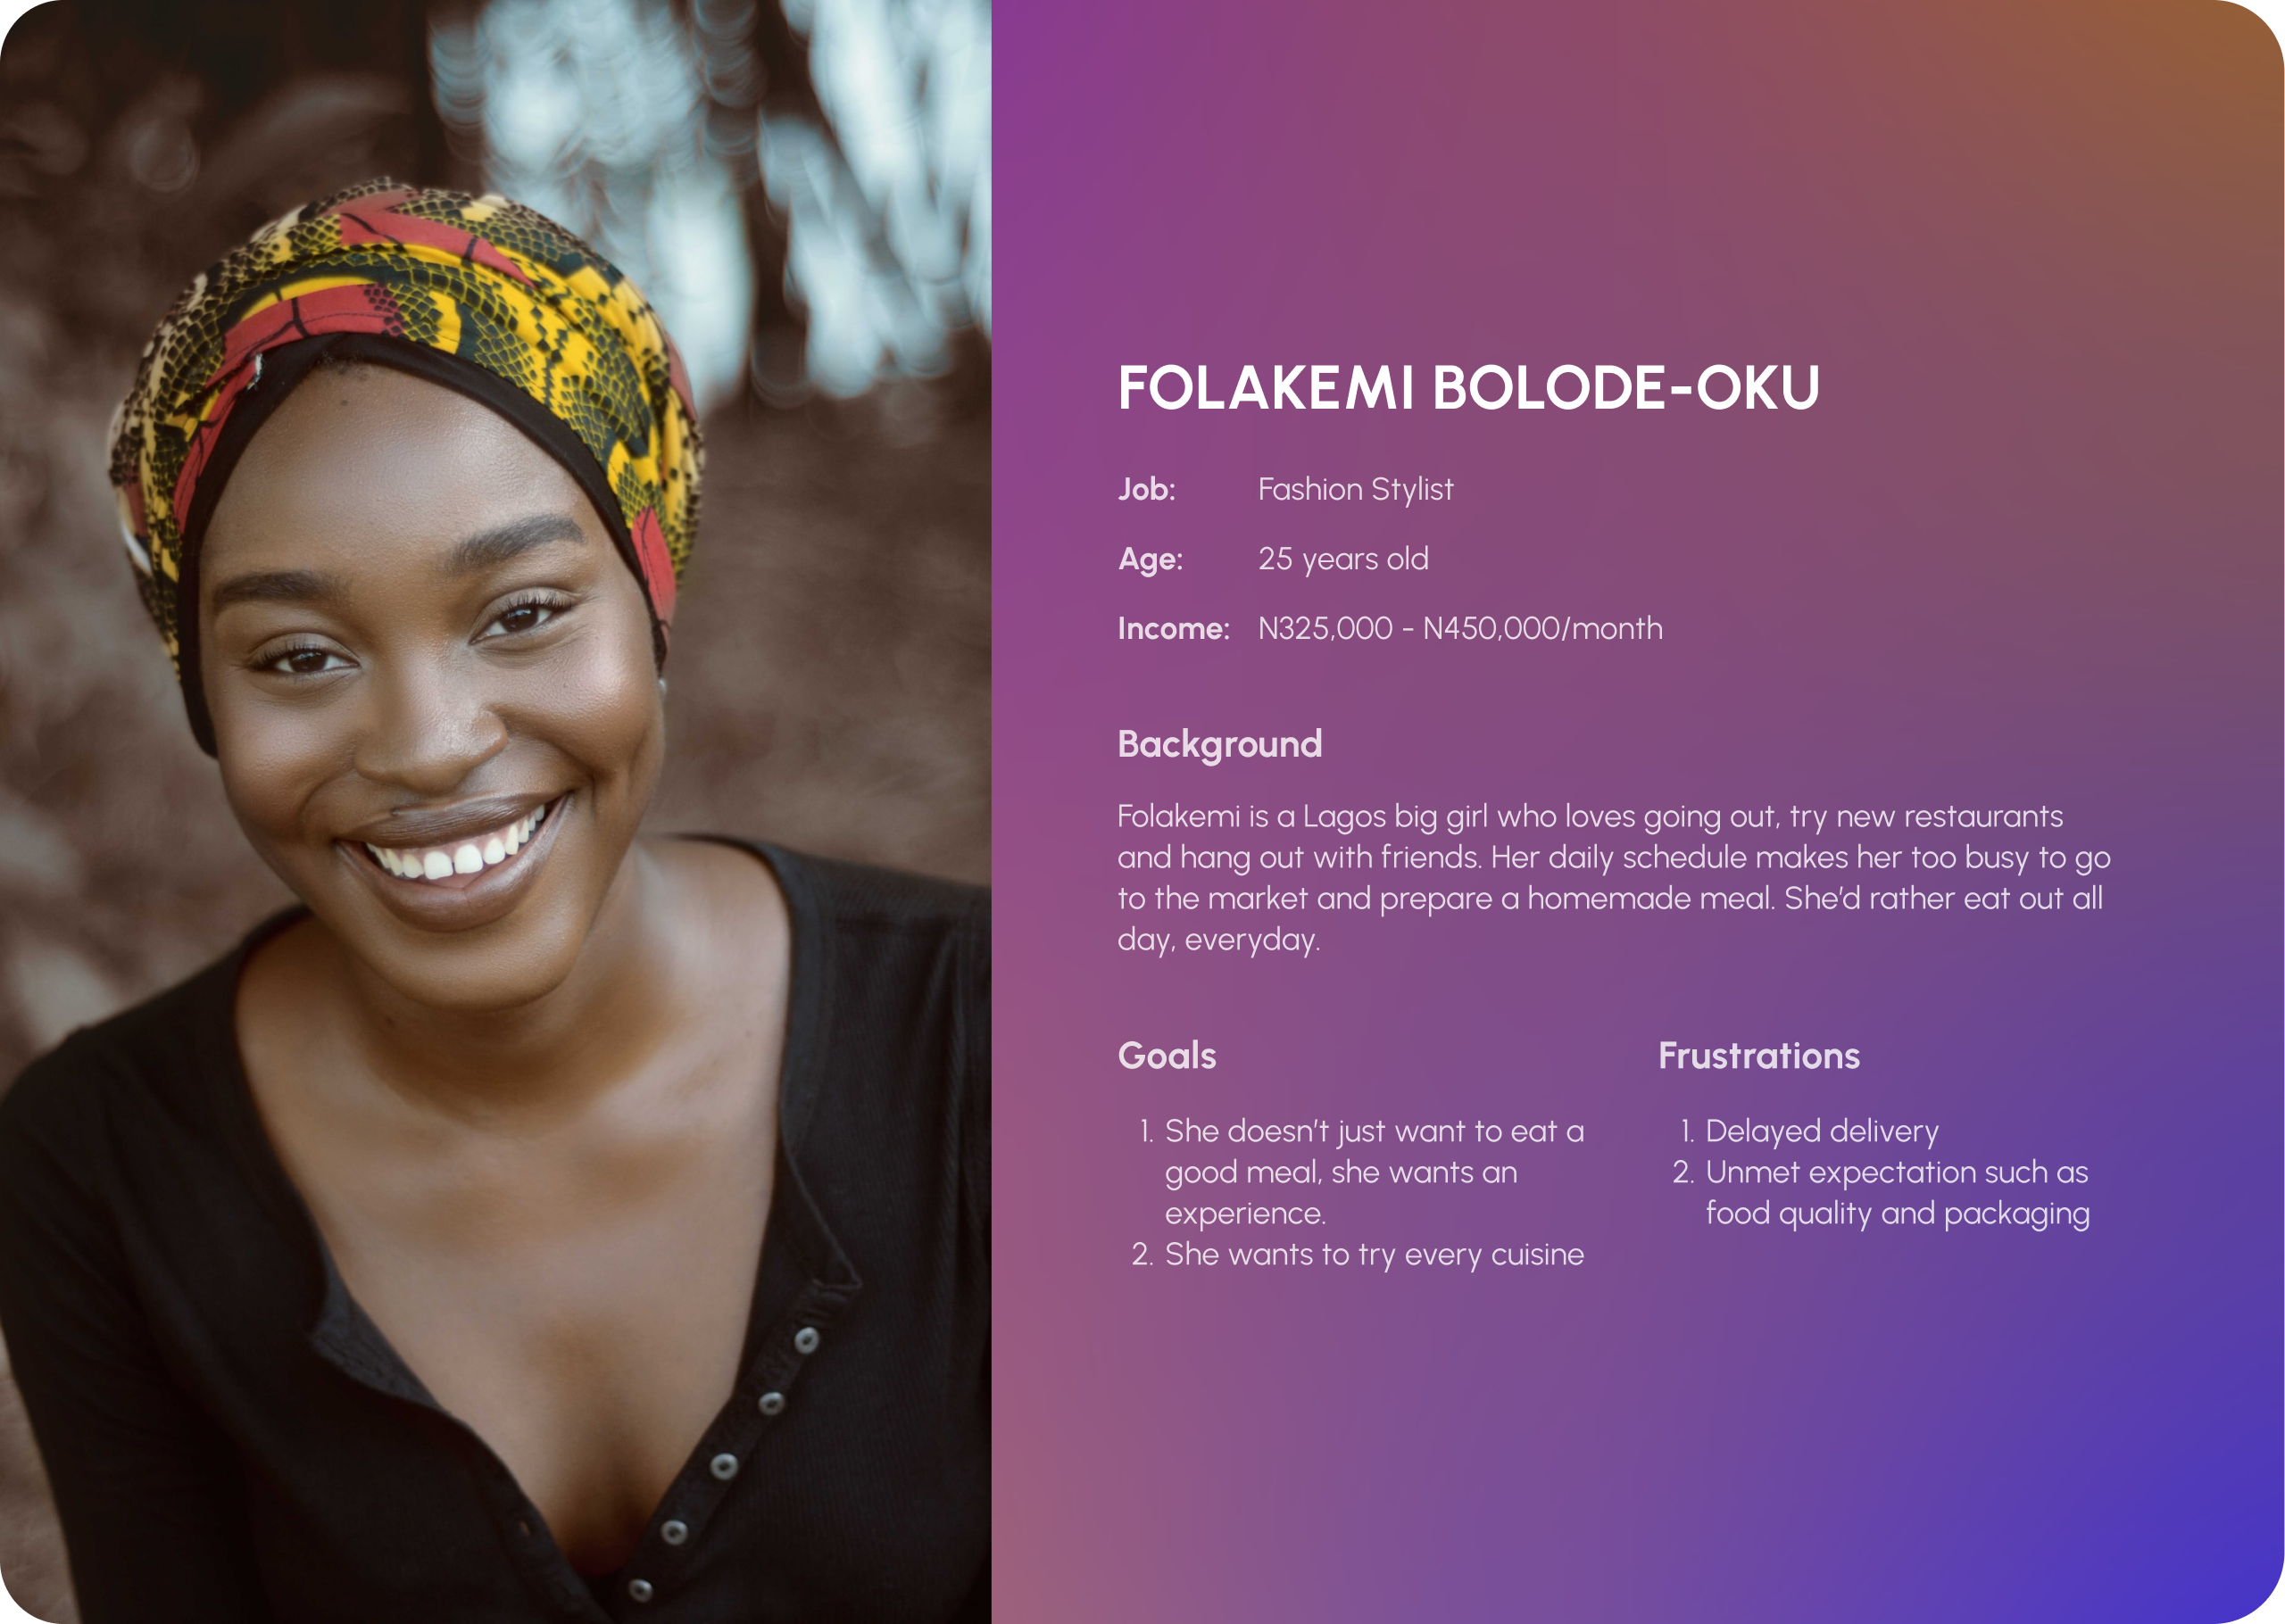 FOLAKEMI BOLODE-OKU
Job: Fashion Stylist
Age: 25 years old
Income: N325,000 - N450,000/month
Background
Folakemi is a Lagos big girl who loves going out, try new restaurants
and hang out with friends. Her daily schedule makes her too busy to go
to the market and prepare a homemade meal. She’d rather eat out all
day, everyday.
Goals
1. She doesn’t just want to eat a
good meal, she wants an
experience.
2. She wants to try every cuisine
Frustrations
1. Delayed delivery
2. Unmet expectation such as
food quality and packaging